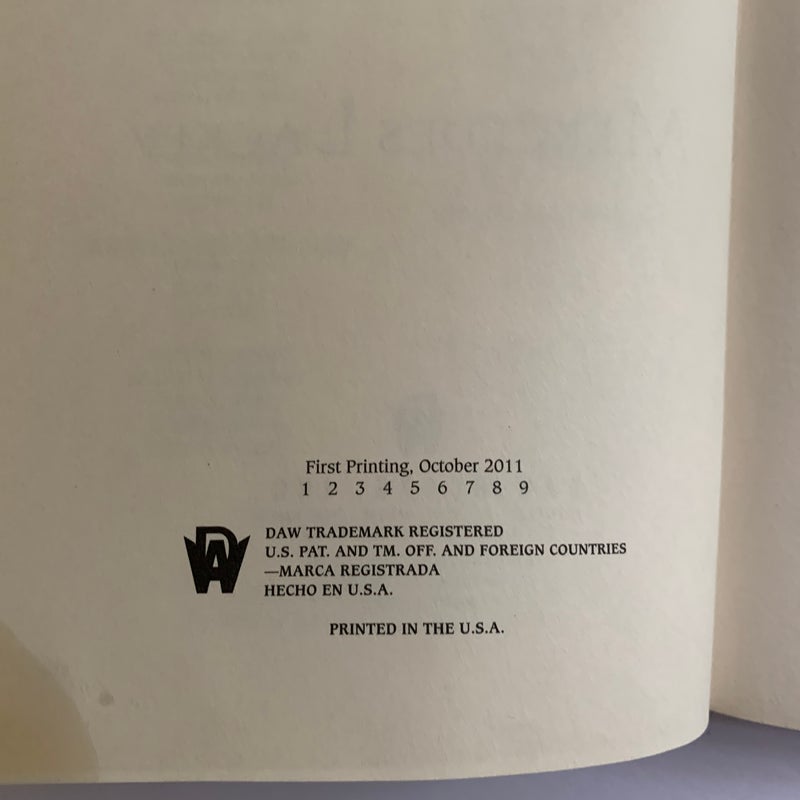 First Printing, October 2011
1 2 3 4 5 6 7 8 9
DAW
DAW TRADEMARK REGISTERED
U.S. PAT. AND TM. OFF. AND FOREIGN COUNTRIES
—MARCA REGISTRADA
HECHO EN U.S.A.
PRINTED IN THE U.S.A.